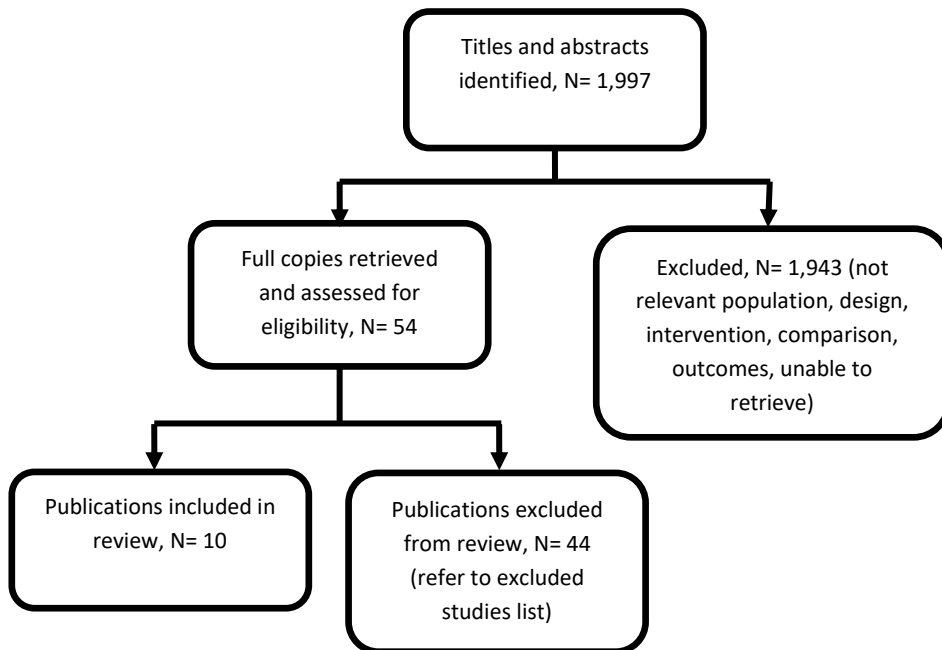 Titles and abstracts
identified, N= 1,997
Full copies retrieved
and assessed for
eligibility, N= 54
Excluded, N= 1,943 (not
relevant population, design,
intervention, comparison,
outcomes, unable to
retrieve)
Publications included in
review, N= 10
Publications excluded
from review, N= 44
(refer to excluded
studies list)